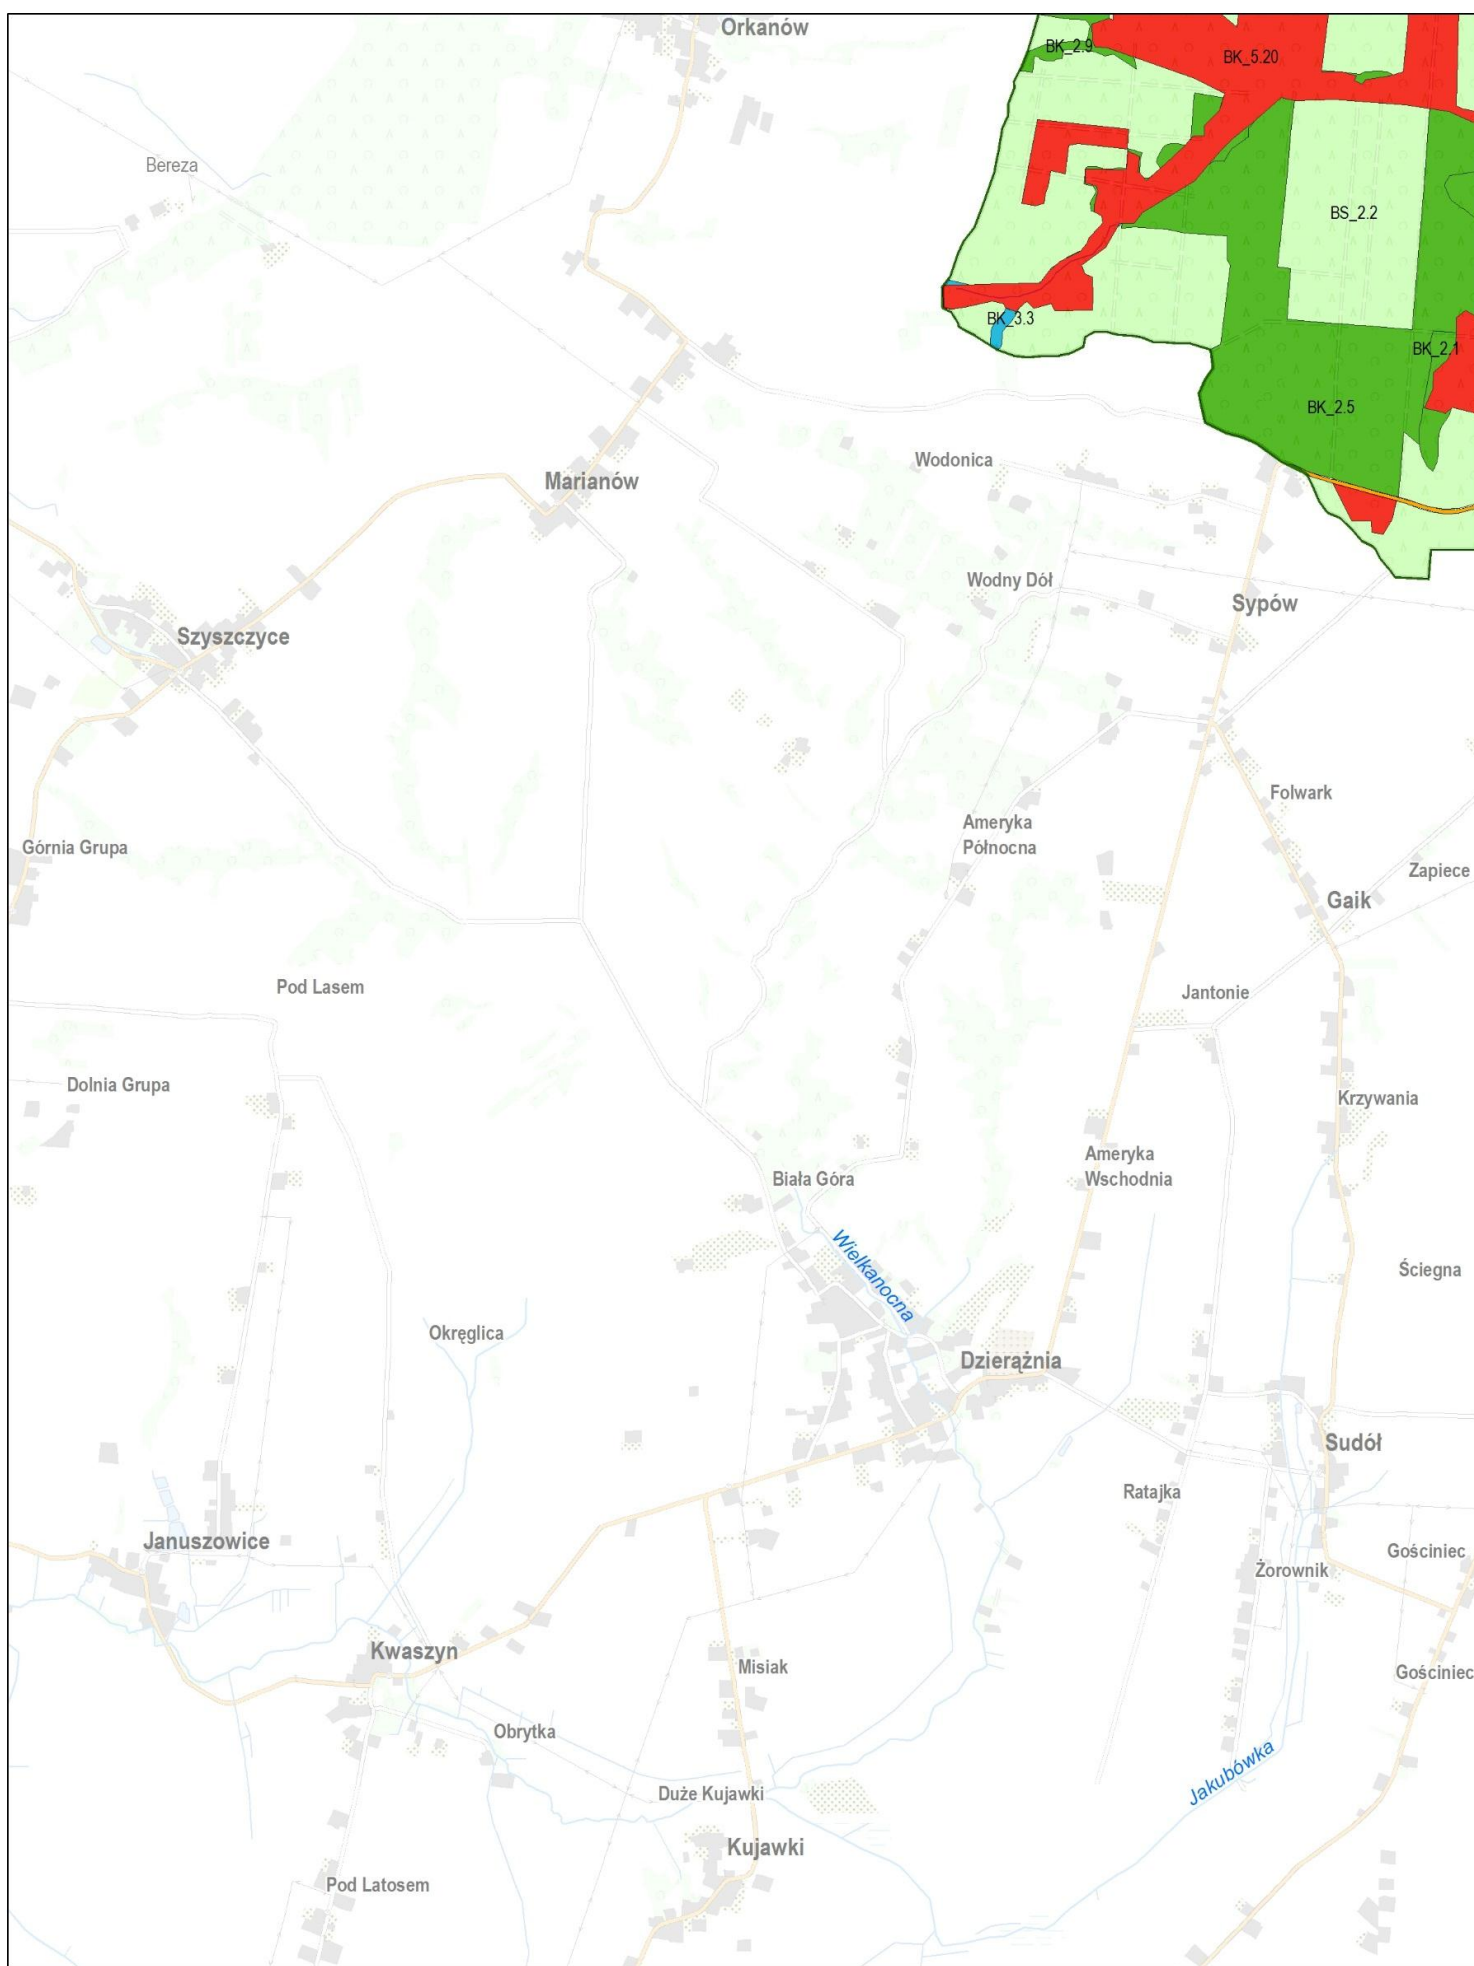 Orkanów
BK_2.9
BK_5.20
Bereza
BS_2.2
BK_3.3
BK_2.1
BK_2.5
Wodonica
Marianów
Wodny Dół
Sypów
Szyszczyce
Folwark
Ameryka
Północna
Górnia Grupa
Zapiece
Gaik
Pod Lasem
Jantonie
Dolnia Grupa
Krzywania
Ameryka
Wschodnia
Biała Góra
Wielkanocna
Ściegna
Okręglica
Dzierążnia
Sudół
Ratajka
Januszowice
Gościniec
Żorownik
Kwaszyn
Misiak
Gościniec
Obrytka
Jakubówka
Duże Kujawki
Kujawki
Pod Latosem